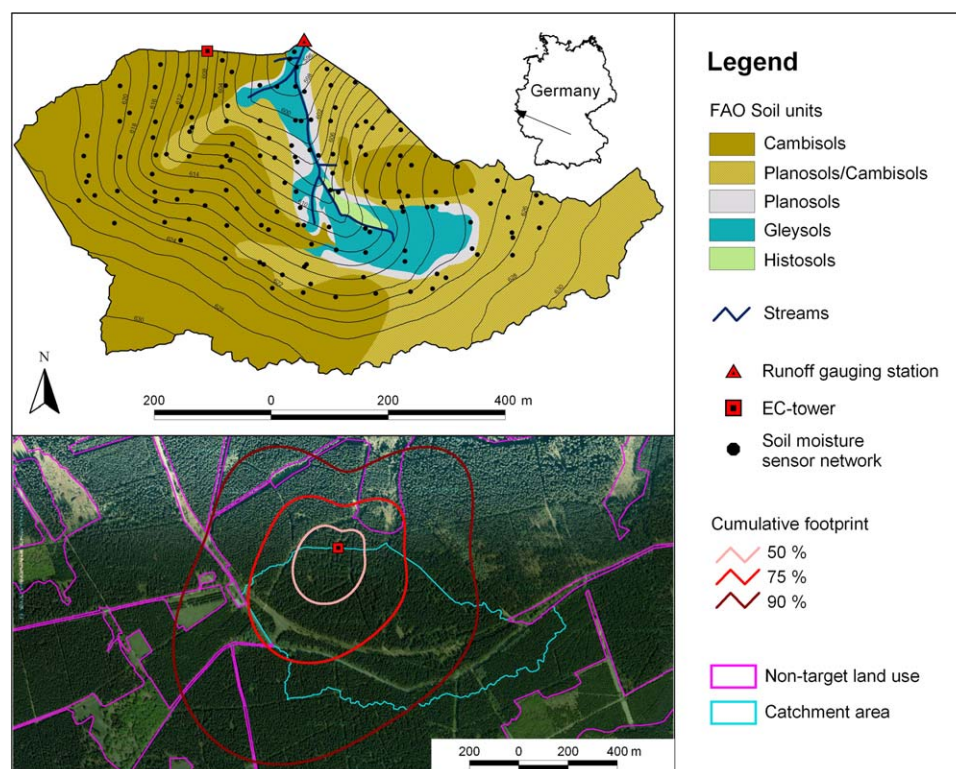 Germany
N
200 0 200 400 m
200 0 200 400 m
Legend
FAO Soil units
Cambisols
Planosols/Cambisols
Planosols
Gleysols
Histosols
Streams
Runoff gauging station
EC-tower
Soil moisture
sensor network
Cumulative footprint
50 %
75 %
90 %
Non-target land use
Catchment area